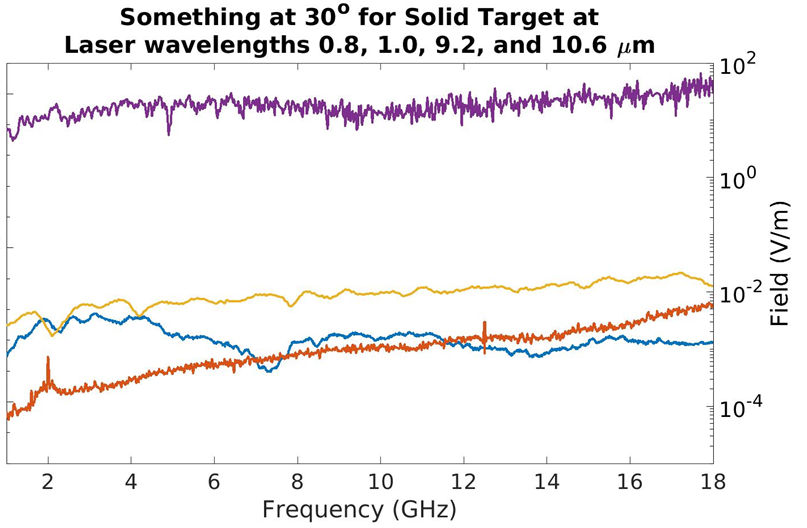 Something at 30º for Solid Target at
Laser wavelengths 0.8, 1.0, 9.2, and 10.6 μm
10²
10⁰
10⁻²
10⁻⁴
Field (V/m)
2 4 6 8 10 12 14 16 18
Frequency (GHz)